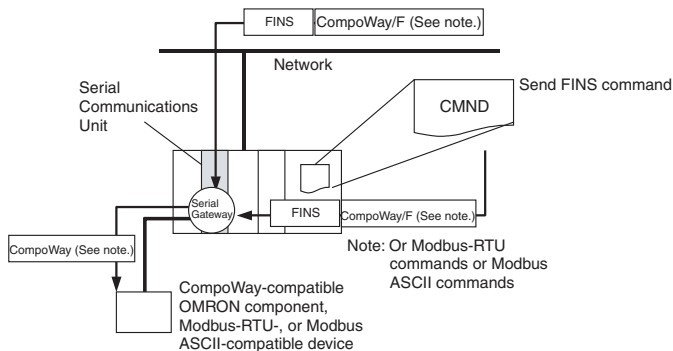 FINS CompoWay/F (See note.)
Network
Serial
Communications
Unit
Send FINS command
CMND
Serial
Gateway
FINS CompoWay/F (See note.)
CompoWay (See note.)
Note: Or Modbus-RTU
commands or Modbus
ASCII commands
CompoWay-compatible
OMRON component,
Modbus-RTU-, or Modbus
ASCII-compatible device